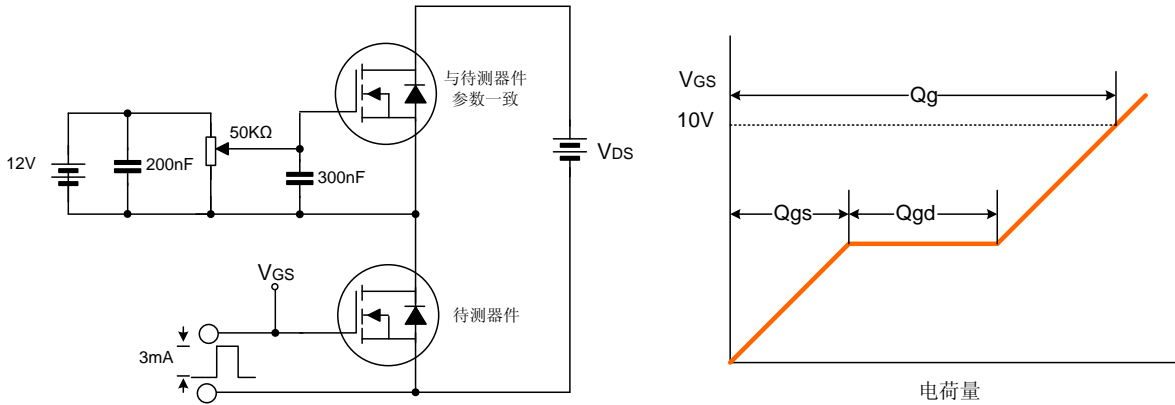 12V
200nF
50KΩ
300nF
与待测器件
参数一致
VDS
VGS
3mA
待测器件
VGS
10V
Qg
Qgs
Qgd
电荷量